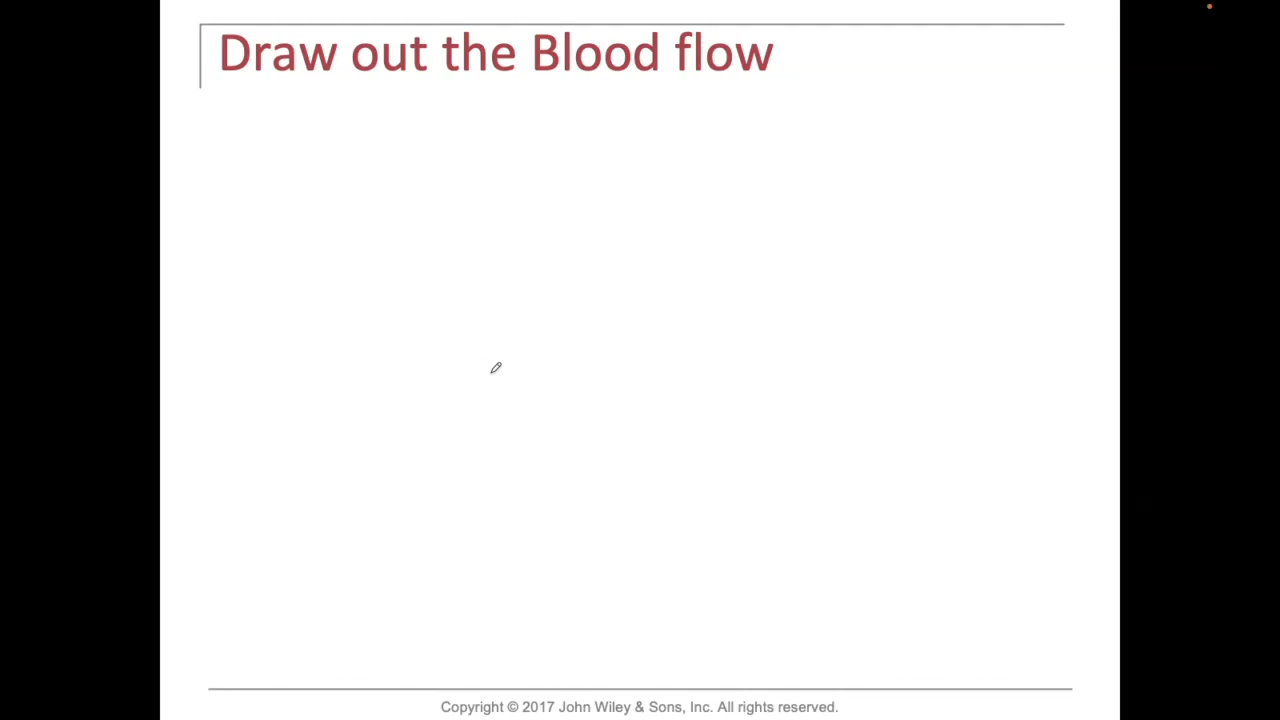 Draw out the Blood flow
Copyright © 2017 John Wiley & Sons, Inc. All rights reserved.